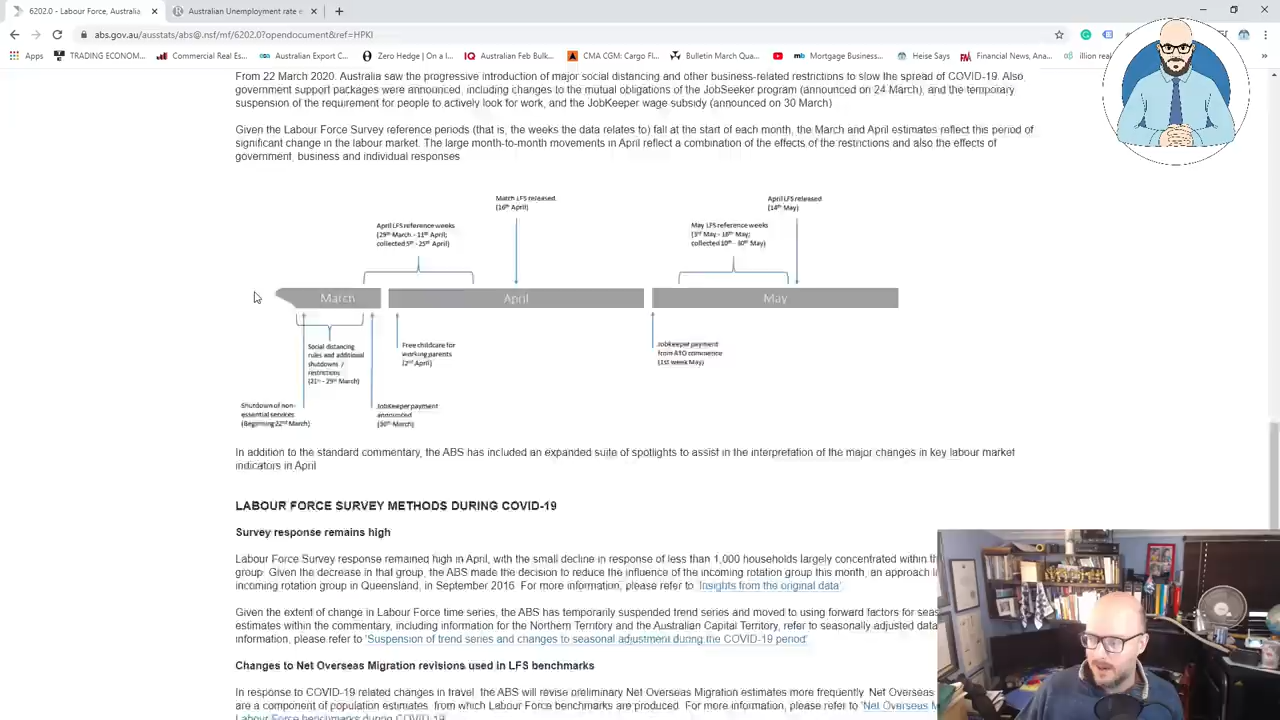 6202.0 - Labour Force, Australia
Australian Unemployment rate e
abs.gov.au/ausstats/abs@.nsf/mf/6202.0?opendocument&ref=HPKI
Apps
TRADING ECONOM...
Commercial Real Es...
Australian Export C...
Zero Hedge | On a l...
Australian Feb Bulk...
CMA CGM: Cargo Fl...
Bulletin March Qua...
Mortgage Business...
Heise Says
Financial News, Ana...
illion real
From 22 March 2020, Australia saw the progressive introduction of major social distancing and other business-related restrictions to slow the spread of COVID-19. Also,
government support packages were announced, including changes to the mutual obligations of the JobSeeker program (announced on 24 March), and the temporary
suspension of the requirement for people to actively look for work, and the JobKeeper wage subsidy (announced on 30 March)
Given the Labour Force Survey reference periods (that is, the weeks the data relates to) fall at the start of each month, the March and April estimates reflect this period of
significant change in the labour market. The large month-to-month movements in April reflect a combination of the effects of the restrictions and also the effects of
government, business and individual responses
March LFS released
(16th April)
April LFS released
(14th May)
April LFS reference weeks
(29th March - 11th April;
collected 5th - 25th April)
May LFS reference weeks
(3rd May - 16th May;
collected 10th - 30th May)
March
April
May
Social distancing
rules and additional
shutdowns /
restrictions
(21th - 29th March)
Free childcare for
working parents
(2nd April)
Jobkeeper payment
from ATO commence
(1st week May)
Shutdown of non-
essential services
(Beginning 22nd March)
JobKeeper payment
announced
(30th March)
In addition to the standard commentary, the ABS has included an expanded suite of spotlights to assist in the interpretation of the major changes in key labour market
indicators in April
LABOUR FORCE SURVEY METHODS DURING COVID-19
Survey response remains high
Labour Force Survey response remained high in April, with the small decline in response of less than 1,000 households largely concentrated within th
group. Given the decrease in that group, the ABS made the decision to reduce the influence of the incoming rotation group this month, an approach
incoming rotation group in Queensland, in September 2016. For more information, please refer to 'Insights from the original data'.
Given the extent of change in Labour Force time series, the ABS has temporarily suspended trend series and moved to using forward factors for seas
estimates within the commentary, including information for the Northern Territory and the Australian Capital Territory, refer to seasonally adjusted data
information, please refer to 'Suspension of trend series and changes to seasonal adjustment during the COVID-19 period'
Changes to Net Overseas Migration revisions used in LFS benchmarks
In response to COVID-19 related changes in travel, the ABS will revise preliminary Net Overseas Migration estimates more frequently. Net Overseas
are a component of population estimates, from which Labour Force benchmarks are produced. For more information, please refer to 'Net Overseas M
Labour Force benchmarks during COVID-19